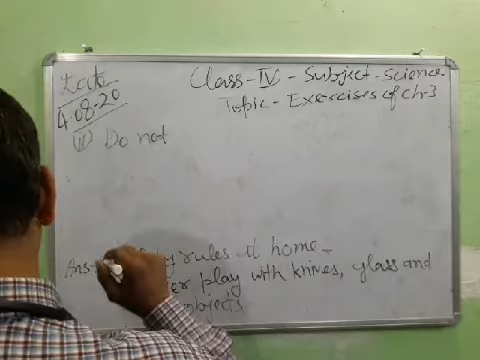 Date
4-08-20
Class-IV - Subject-Science
Topic - Exercises of ch-3
Do not
Ans- rules at home-
play with knives, glass and
objects